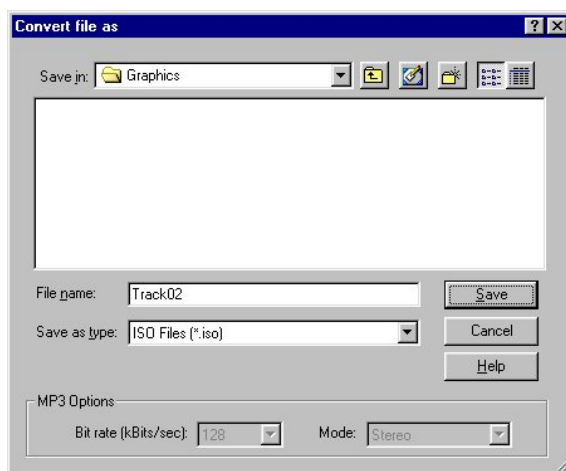 Convert file as
Save in: Graphics
File name: Track02 Save
Save as type: ISO Files (*.iso) Cancel
Help
MP3 Options
Bit rate (kBits/sec): 128 Mode: Stereo